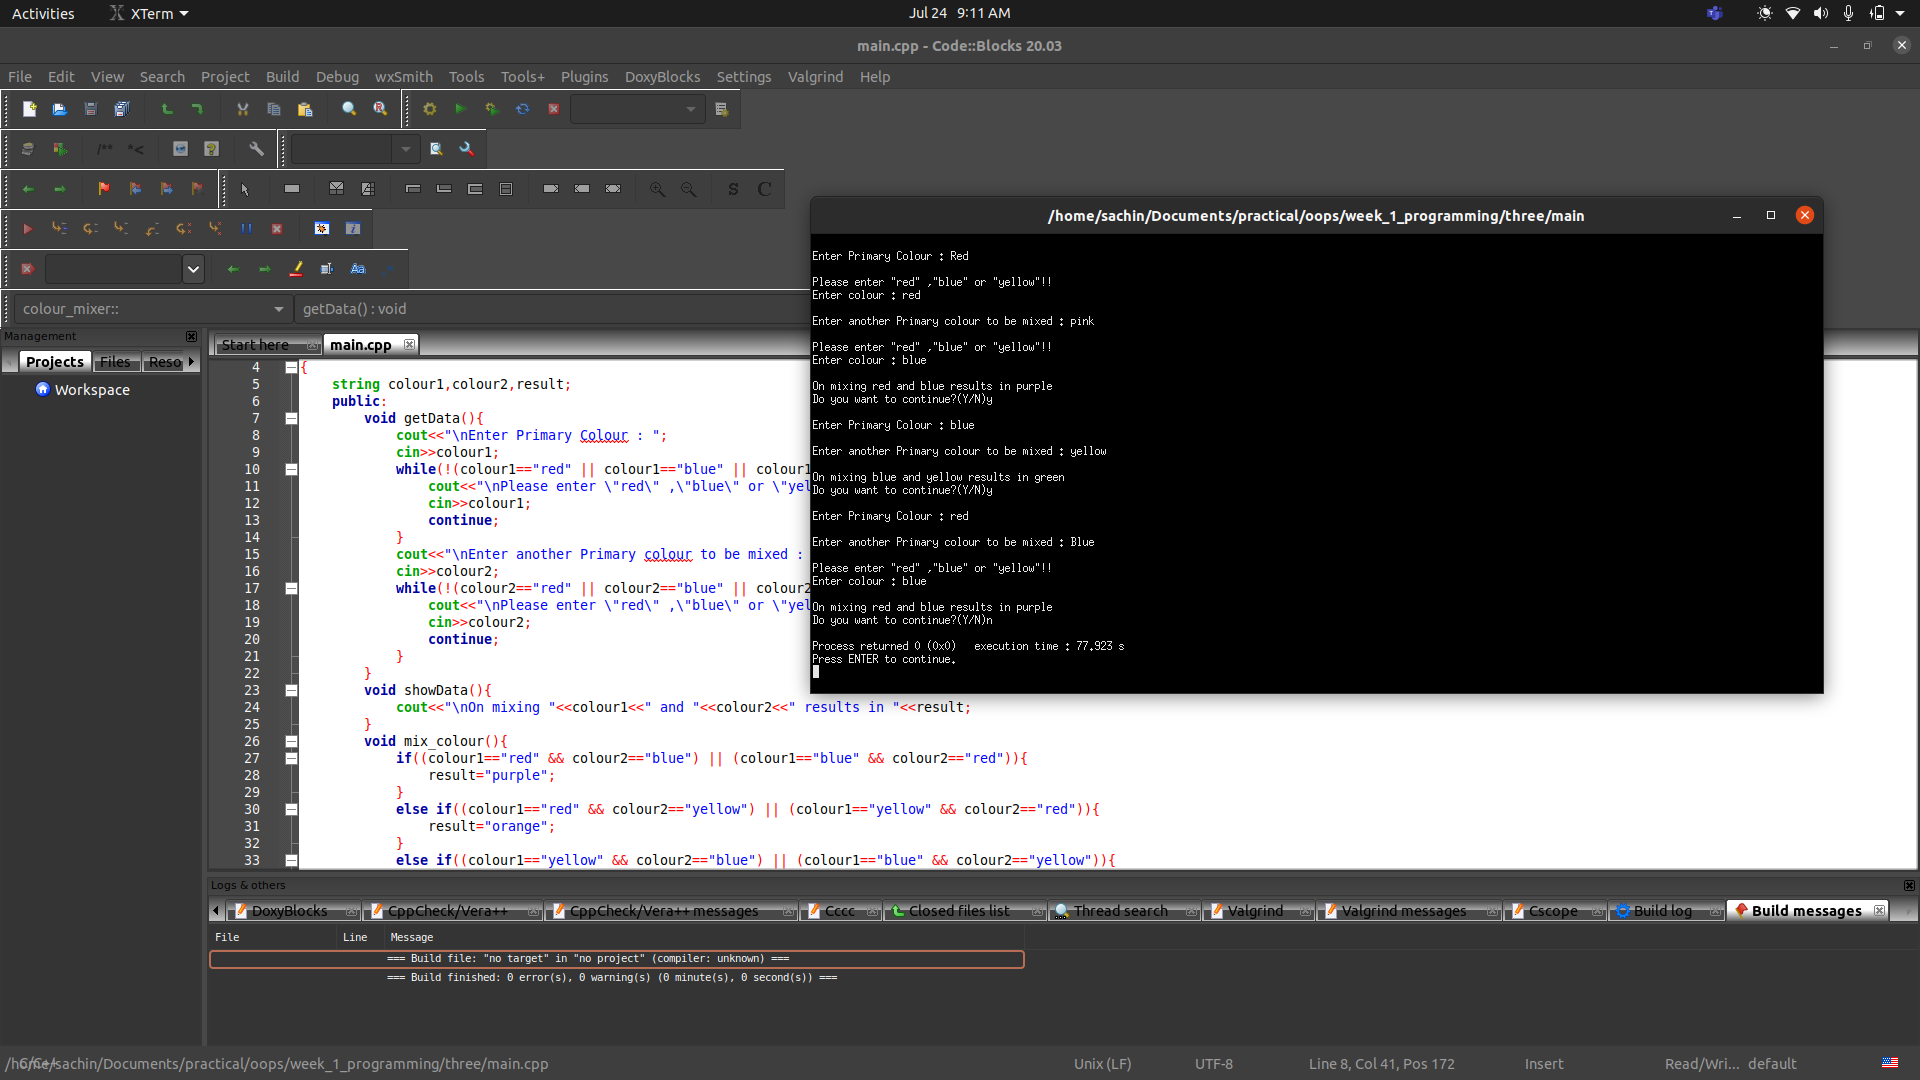 Activities XTerm Jul 24 9:11 AM
main.cpp - Code::Blocks 20.03
File Edit View Search Project Build Debug wxSmith Tools Tools+ Plugins DoxyBlocks Settings Valgrind Help
/** *<
S C
colour_mixer:: getData() : void
Management
Projects Files Reso
Workspace
Start here main.cpp
4 {
5 string colour1,colour2,result;
6 public:
7 void getData(){
8 cout<<"\nEnter Primary Colour : ";
9 cin>>colour1;
10 while(!(colour1=="red" || colour1=="blue" || colour1
11 cout<<"\nPlease enter \"red\" ,\"blue\" or \"yel
12 cin>>colour1;
13 continue;
14 }
15 cout<<"\nEnter another Primary colour to be mixed :
16 cin>>colour2;
17 while(!(colour2=="red" || colour2=="blue" || colour2
18 cout<<"\nPlease enter \"red\" ,\"blue\" or \"yel
19 cin>>colour2;
20 continue;
21 }
22 }
23 void showData(){
24 cout<<"\nOn mixing "<<colour1<<" and "<<colour2<<" results in "<<result;
25 }
26 void mix_colour(){
27 if((colour1=="red" && colour2=="blue") || (colour1=="blue" && colour2=="red")){
28 result="purple";
29 }
30 else if((colour1=="red" && colour2=="yellow") || (colour1=="yellow" && colour2=="red")){
31 result="orange";
32 }
33 else if((colour1=="yellow" && colour2=="blue") || (colour1=="blue" && colour2=="yellow")){
/home/sachin/Documents/practical/oops/week_1_programming/three/main
Enter Primary Colour : Red
Please enter "red" ,"blue" or "yellow"!!
Enter colour : red
Enter another Primary colour to be mixed : pink
Please enter "red" ,"blue" or "yellow"!!
Enter colour : blue
On mixing red and blue results in purple
Do you want to continue?(Y/N)y
Enter Primary Colour : blue
Enter another Primary colour to be mixed : yellow
On mixing blue and yellow results in green
Do you want to continue?(Y/N)y
Enter Primary Colour : red
Enter another Primary colour to be mixed : Blue
Please enter "red" ,"blue" or "yellow"!!
Enter colour : blue
On mixing red and blue results in purple
Do you want to continue?(Y/N)n
Process returned 0 (0x0) execution time : 77.923 s
Press ENTER to continue.
Logs & others
DoxyBlocks CppCheck/Vera++ CppCheck/Vera++ messages Cccc Closed files list Thread search Valgrind Valgrind messages Cscope Build log Build messages
File Line Message
=== Build file: "no target" in "no project" (compiler: unknown) ===
=== Build finished: 0 error(s), 0 warning(s) (0 minute(s), 0 second(s)) ===
/home/sachin/Documents/practical/oops/week_1_programming/three/main.cpp C/C++ Unix (LF) UTF-8 Line 8, Col 41, Pos 172 Insert Read/Wri... default